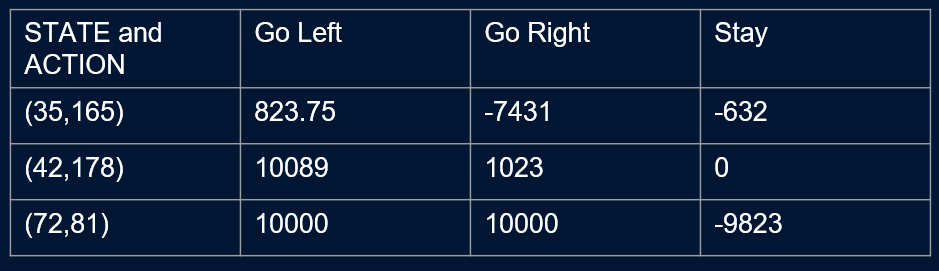 STATE and Go Left Go Right Stay
ACTION
(35,165) 823.75 -7431 -632
(42,178) 10089 1023 0
(72,81) 10000 10000 -9823